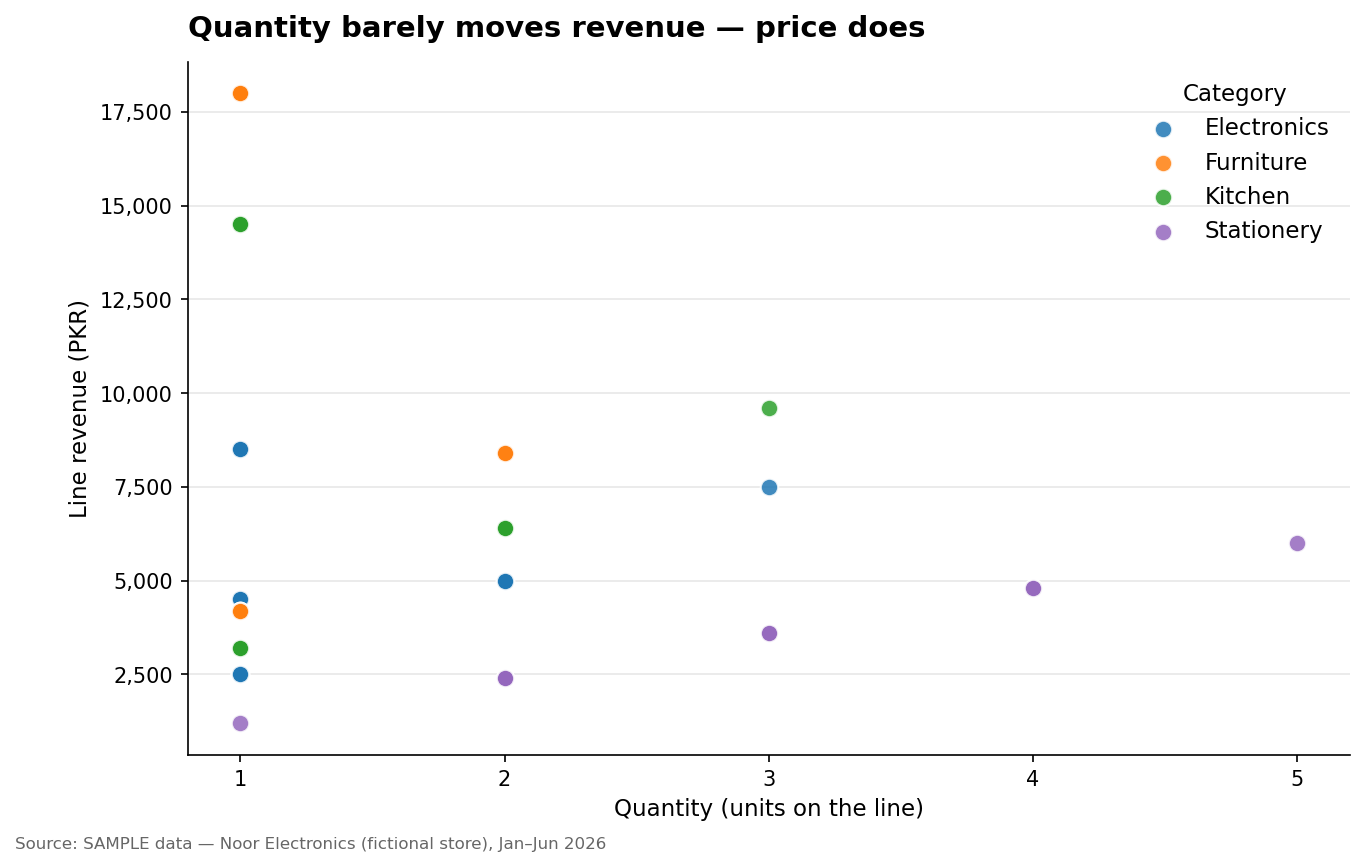 Quantity barely moves revenue — price does
Category
Electronics
Furniture
Kitchen
Stationery
17,500
15,000
12,500
10,000
7,500
5,000
2,500
Line revenue (PKR)
1 2 3 4 5
Quantity (units on the line)
Source: SAMPLE data — Noor Electronics (fictional store), Jan–Jun 2026